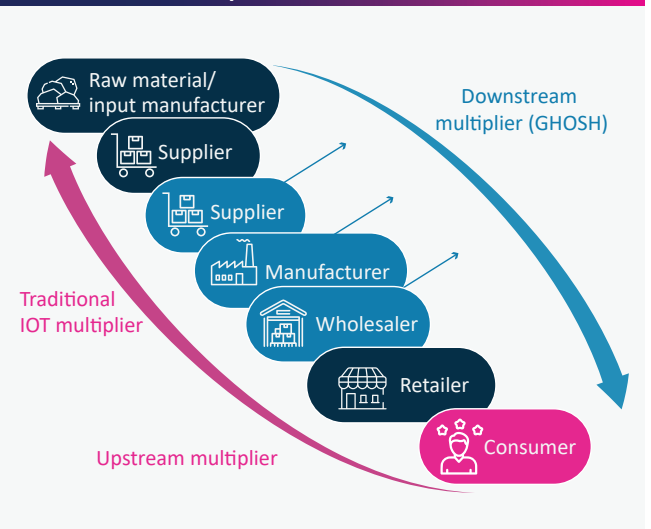 Raw material/
input manufacturer
Downstream
multiplier (GHOSH)
Supplier
Supplier
Manufacturer
Traditional
IOT multiplier
Wholesaler
Retailer
Consumer
Upstream multiplier